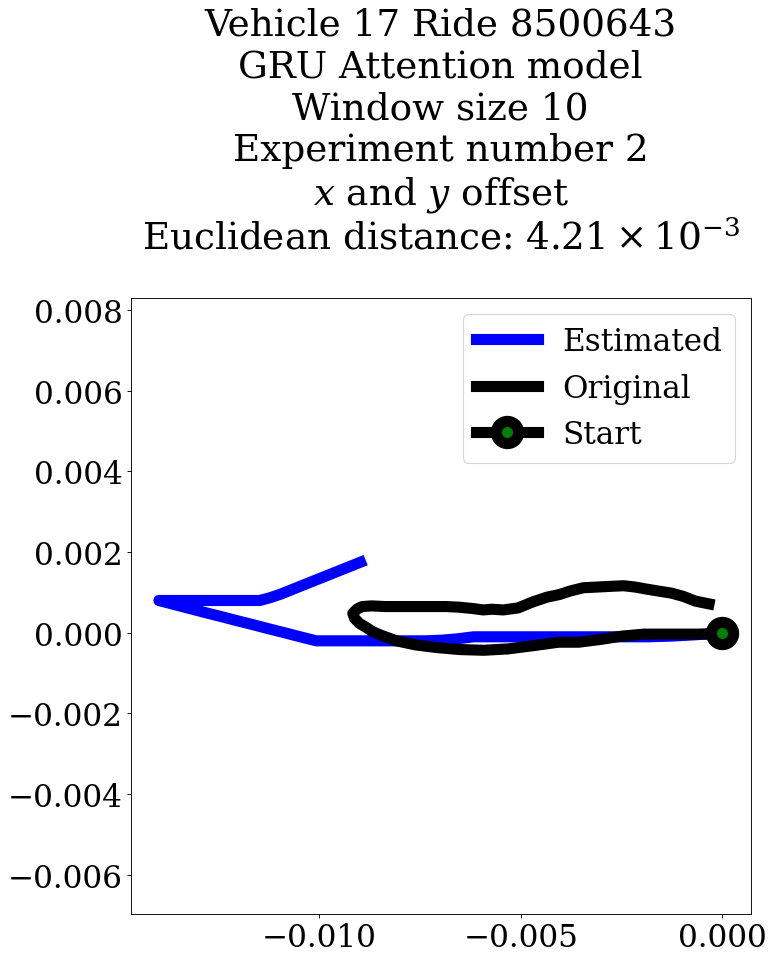 Vehicle 17 Ride 8500643
GRU Attention model
Window size 10
Experiment number 2
x and y offset
Euclidean distance: 4.21 × 10⁻³
0.008
0.006
0.004
0.002
0.000
−0.002
−0.004
−0.006
Estimated
Original
Start
−0.010
−0.005
0.000